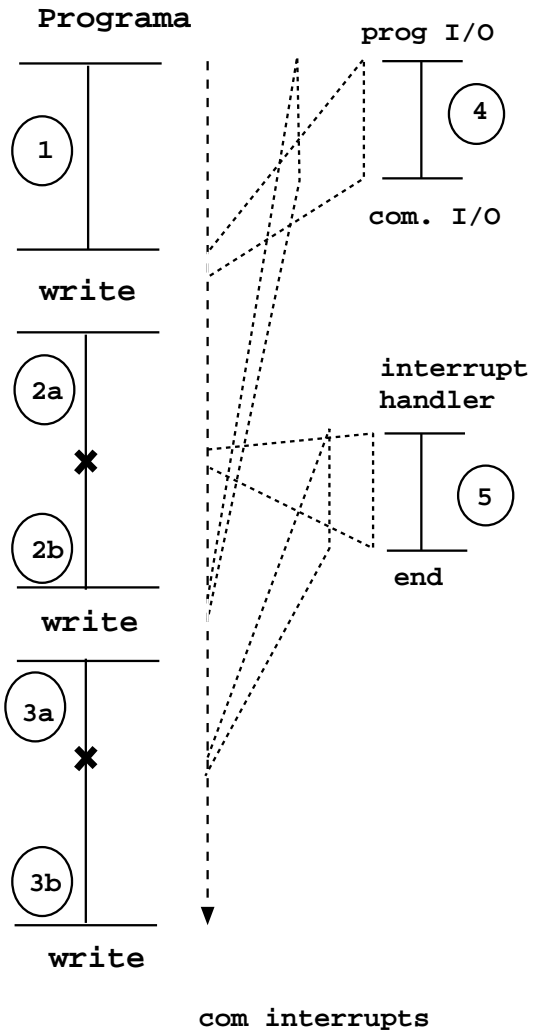 Programa
prog I/O
4
1
com. I/O
write
interrupt
handler
2a
5
2b
end
write
3a
3b
write
com interrupts